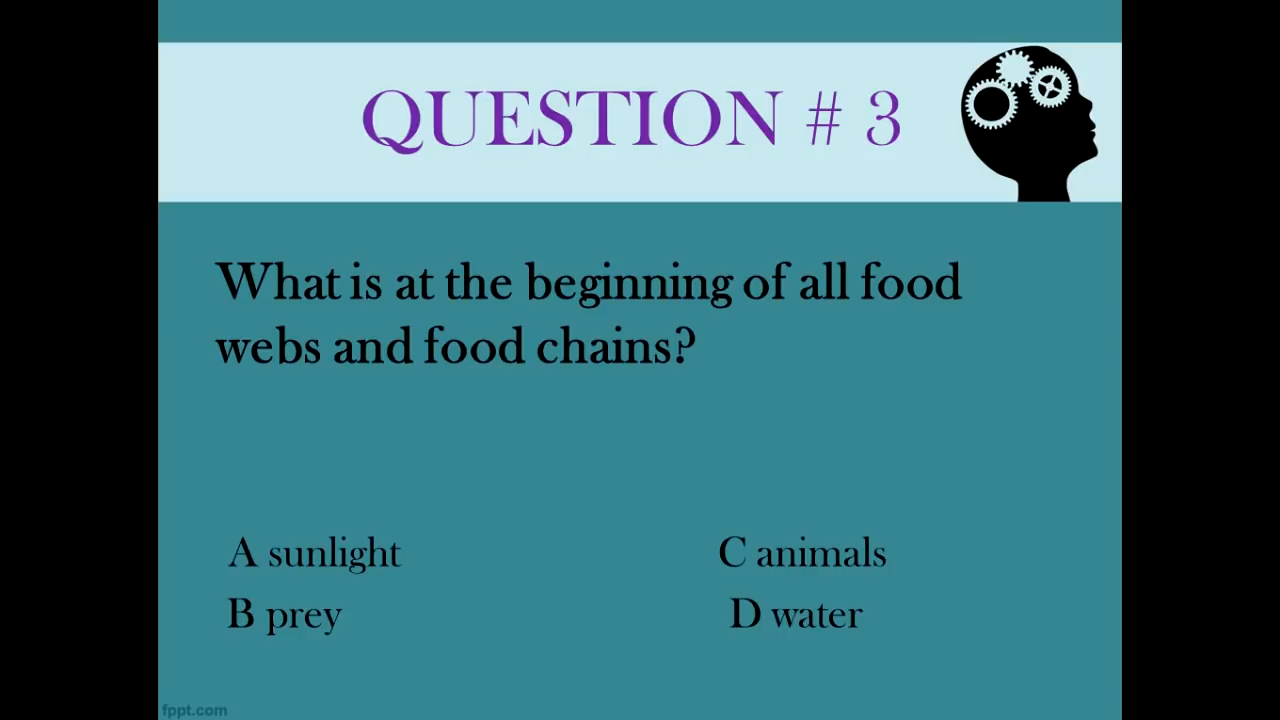 QUESTION # 3
What is at the beginning of all food
webs and food chains?
A sunlight
C animals
B prey
D water
fppt.com